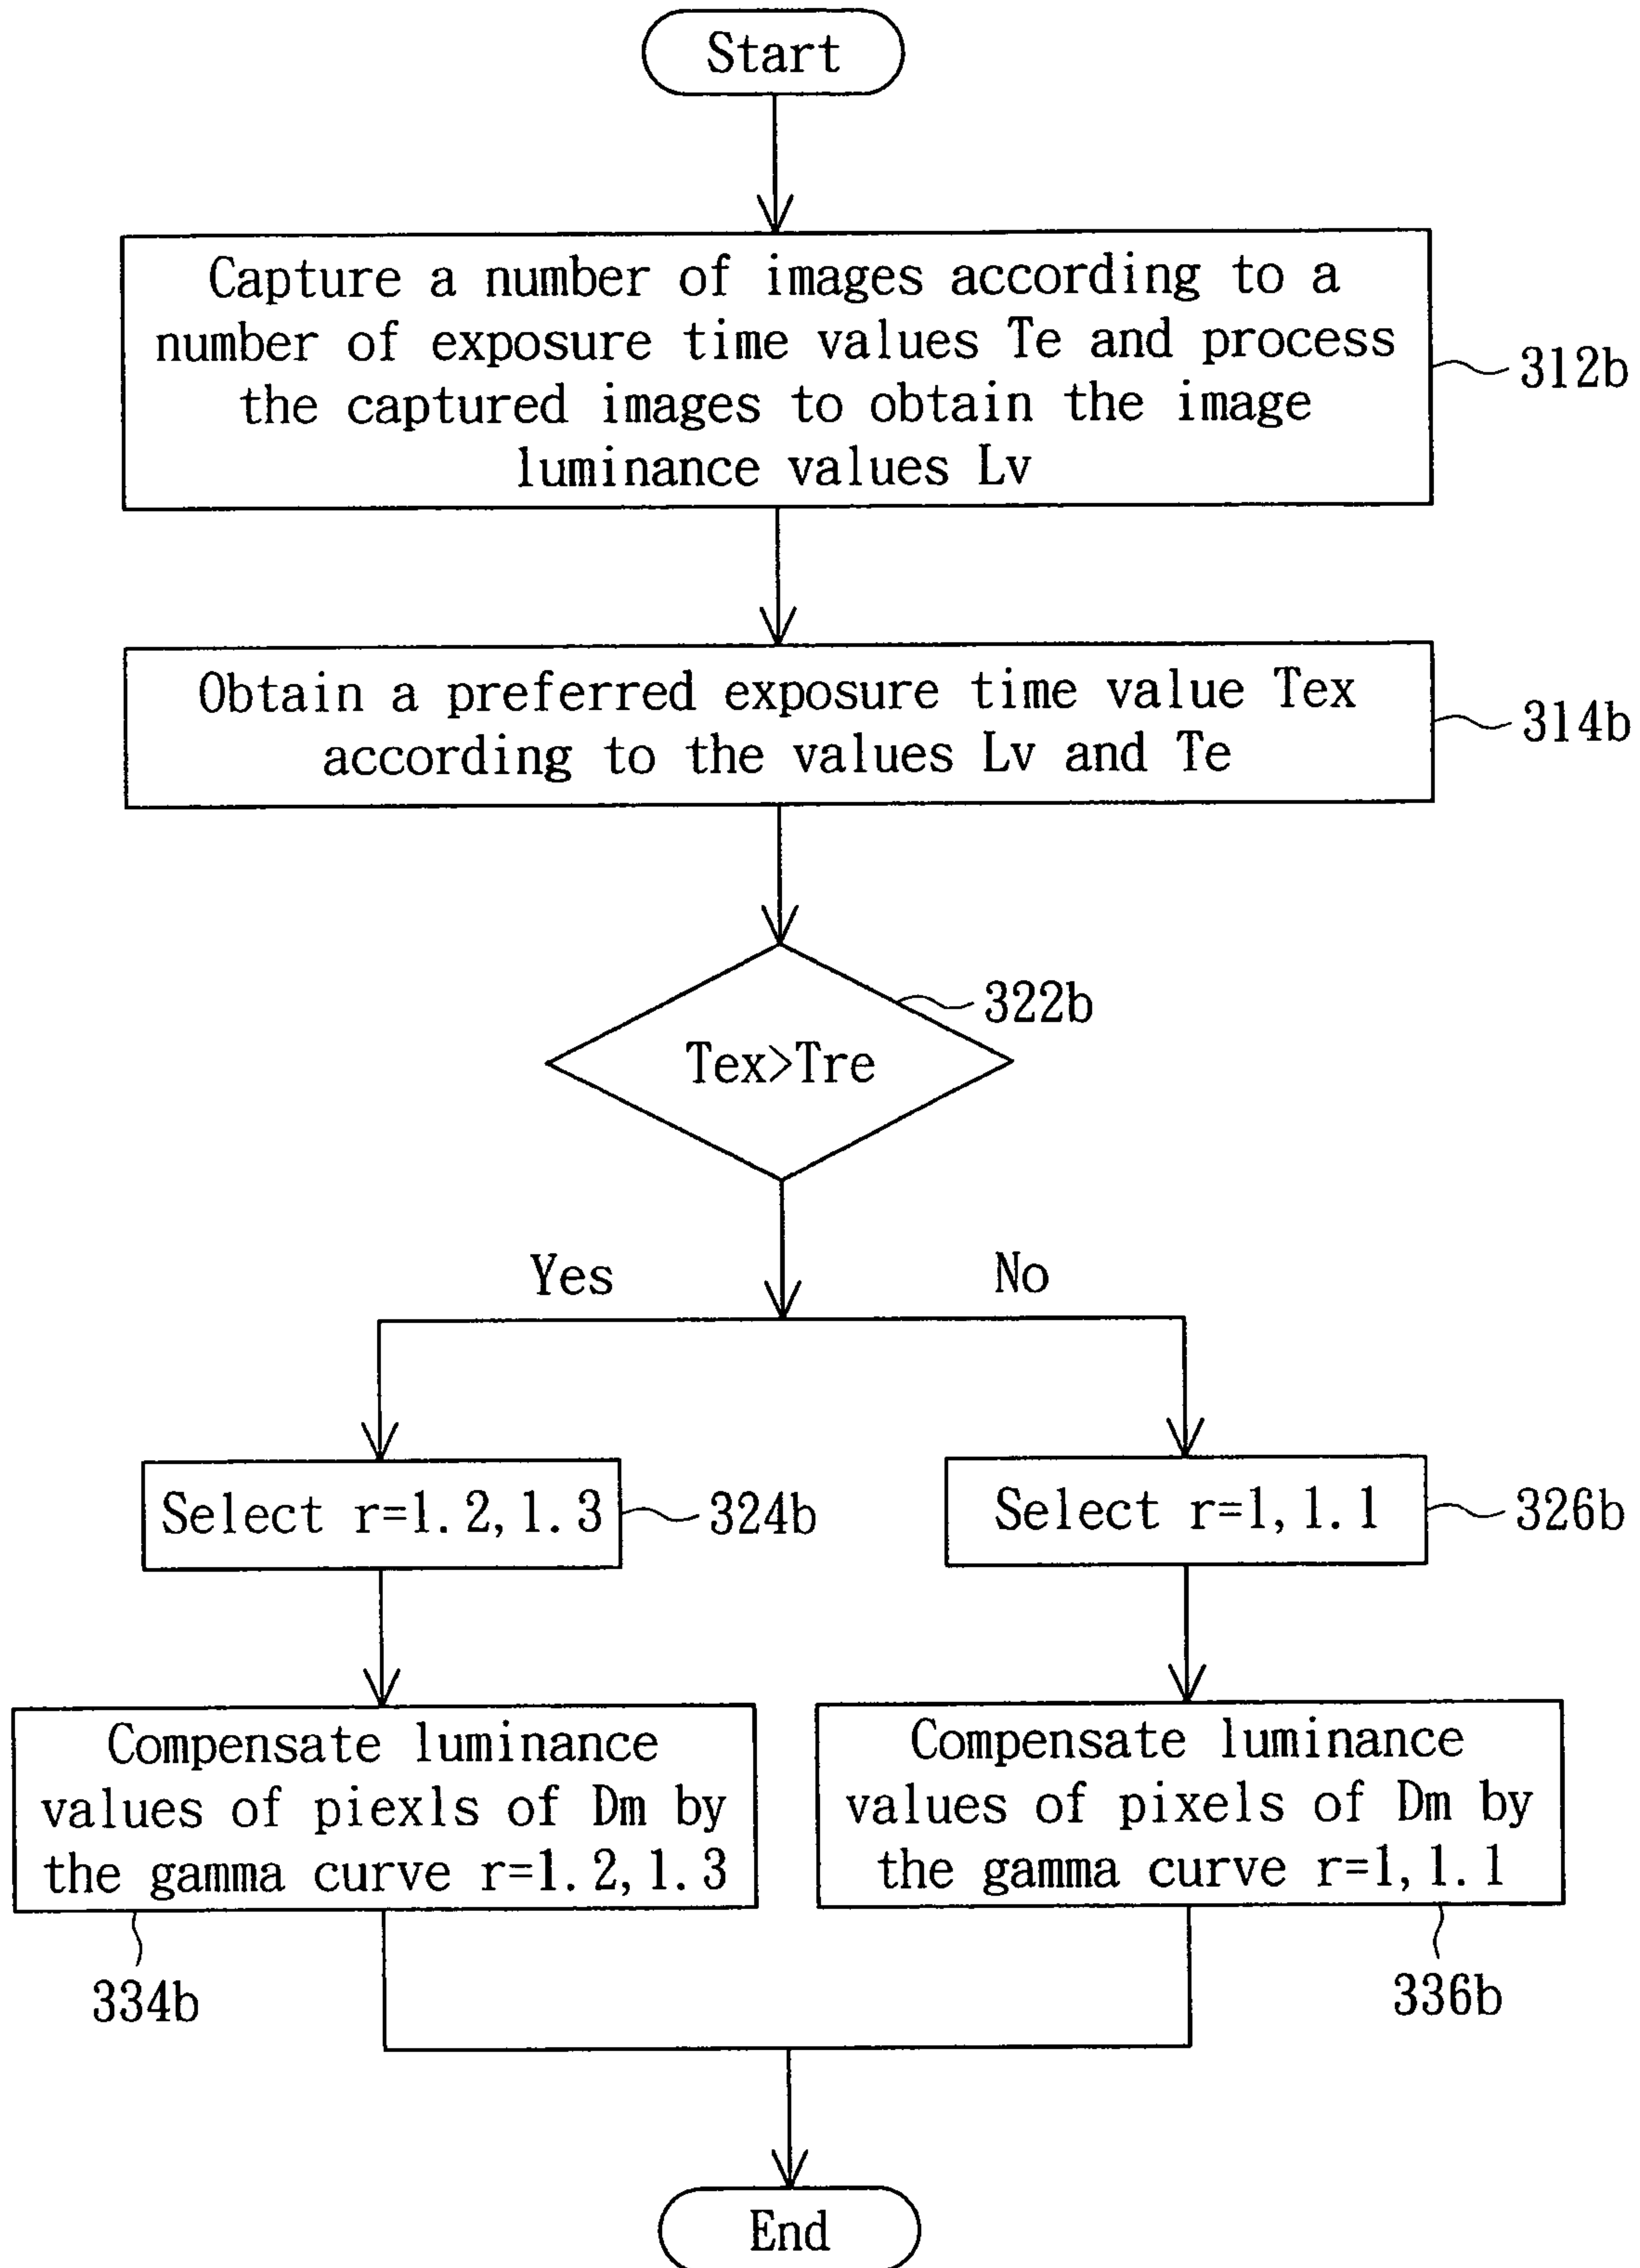 Start
Capture a number of images according to a
number of exposure time values Te and process
the captured images to obtain the image
luminance values Lv
312b
Obtain a preferred exposure time value Tex
according to the values Lv and Te
314b
322b
Tex>Tre
Yes
No
Select r=1.2,1.3
324b
Select r=1,1.1
326b
Compensate luminance
values of piexls of Dm by
the gamma curve r=1.2,1.3
334b
Compensate luminance
values of pixels of Dm by
the gamma curve r=1,1.1
336b
End